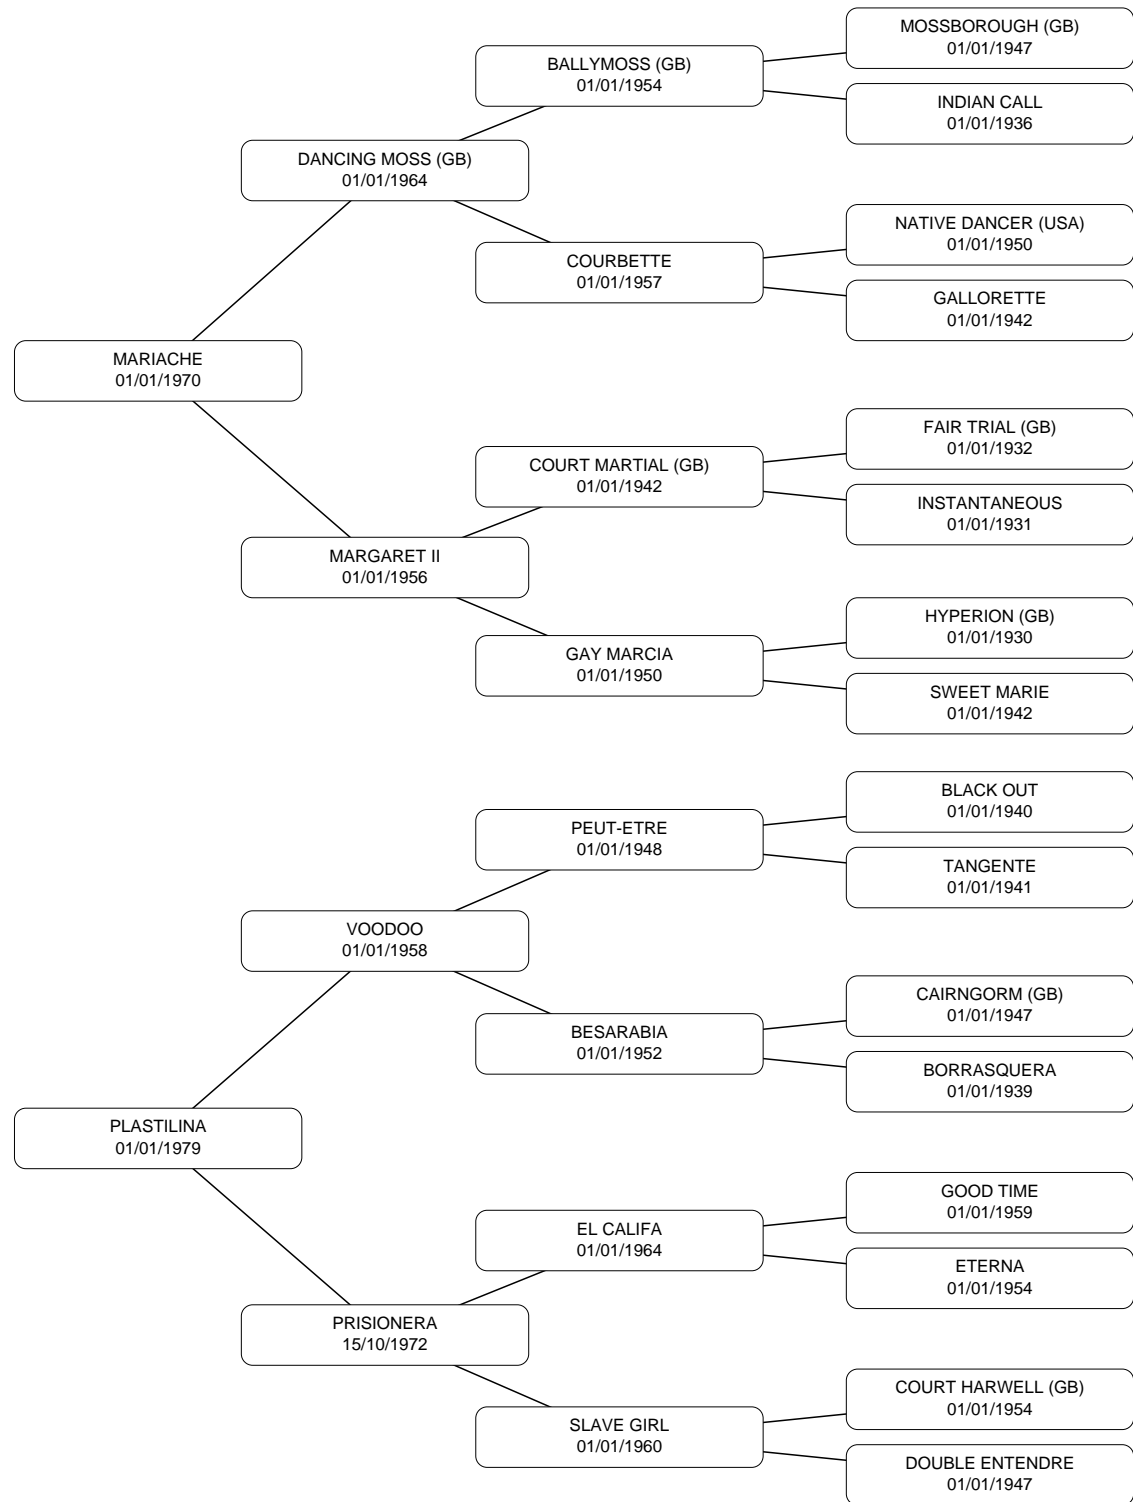 MOSSBOROUGH (GB)
01/01/1947
BALLYMOSS (GB)
01/01/1954
INDIAN CALL
01/01/1936
DANCING MOSS (GB)
01/01/1964
NATIVE DANCER (USA)
01/01/1950
COURBETTE
01/01/1957
GALLORETTE
01/01/1942
MARIACHE
01/01/1970
FAIR TRIAL (GB)
01/01/1932
COURT MARTIAL (GB)
01/01/1942
INSTANTANEOUS
01/01/1931
MARGARET II
01/01/1956
HYPERION (GB)
01/01/1930
GAY MARCIA
01/01/1950
SWEET MARIE
01/01/1942
BLACK OUT
01/01/1940
PEUT-ETRE
01/01/1948
TANGENTE
01/01/1941
VOODOO
01/01/1958
CAIRNGORM (GB)
01/01/1947
BESARABIA
01/01/1952
BORRASQUERA
01/01/1939
PLASTILINA
01/01/1979
GOOD TIME
01/01/1959
EL CALIFA
01/01/1964
ETERNA
01/01/1954
PRISIONERA
15/10/1972
COURT HARWELL (GB)
01/01/1954
SLAVE GIRL
01/01/1960
DOUBLE ENTENDRE
01/01/1947